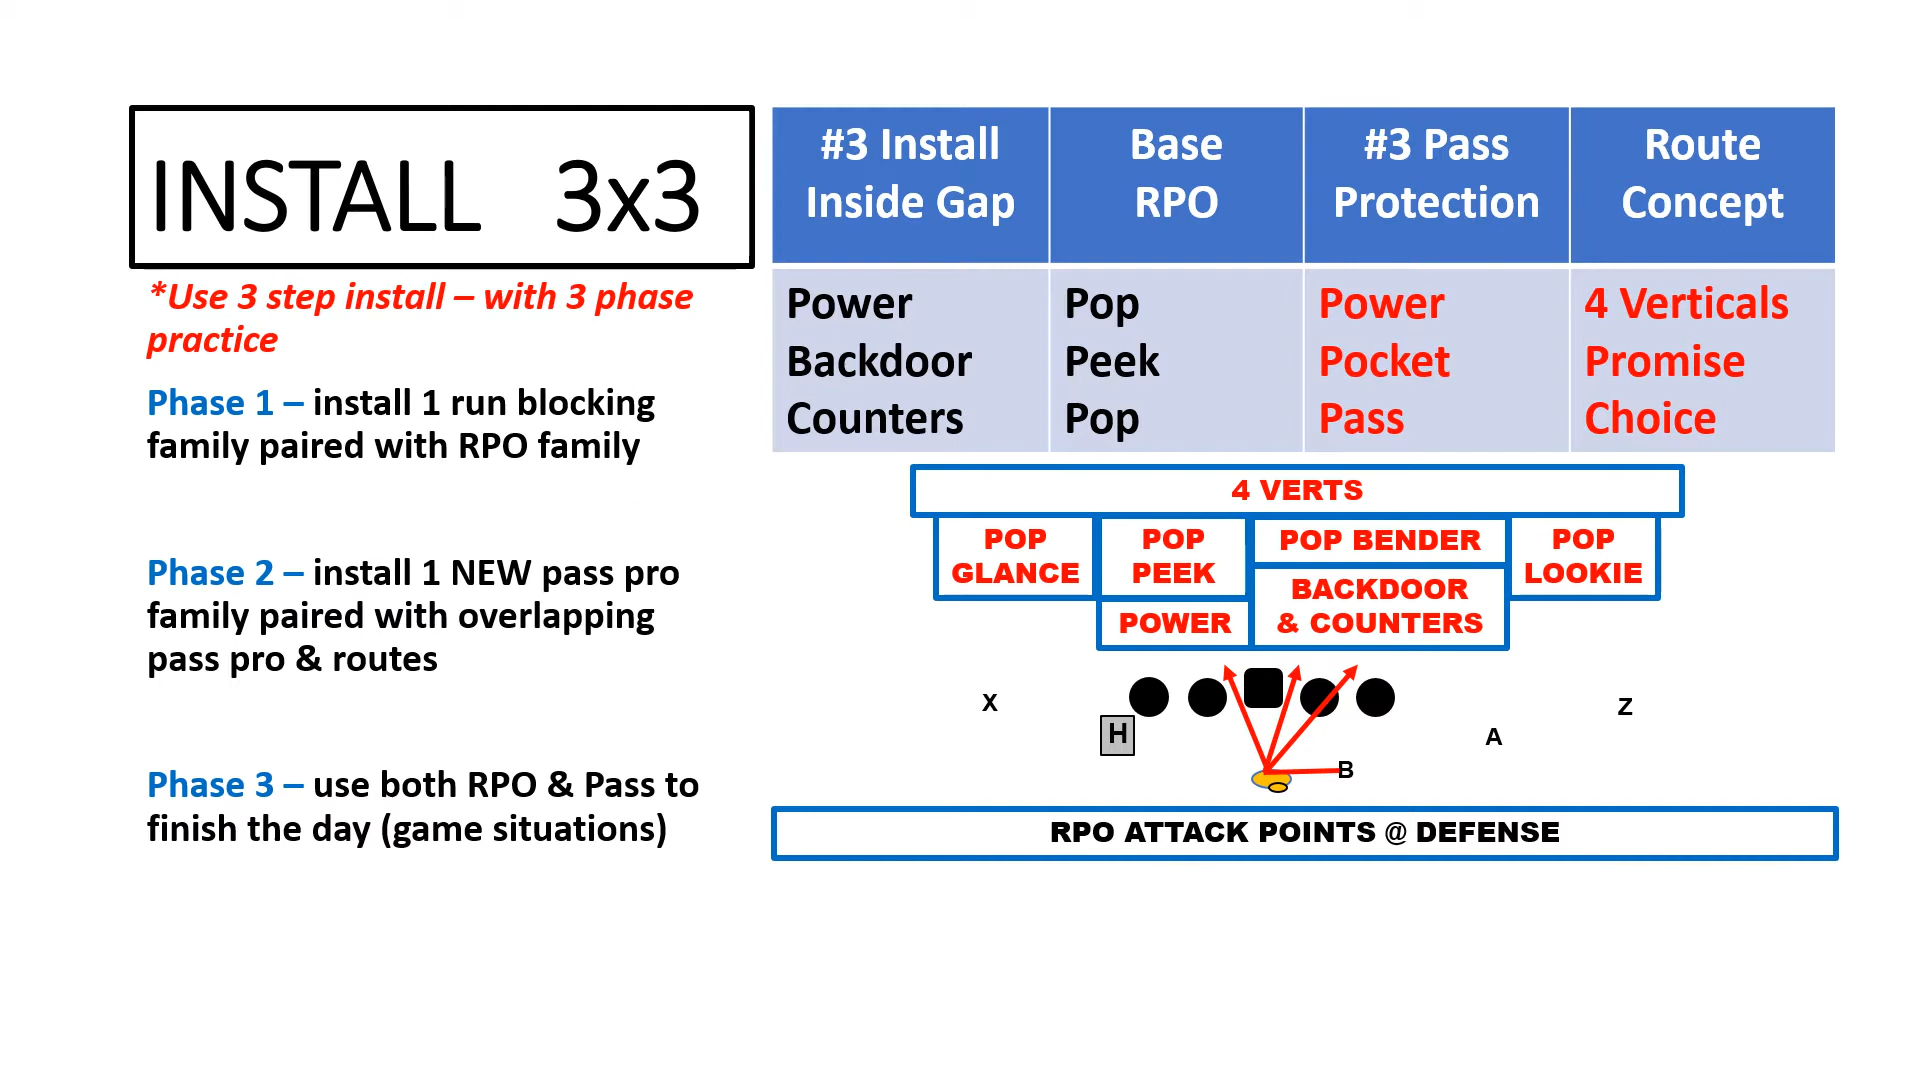 INSTALL 3x3
*Use 3 step install – with 3 phase
practice
Phase 1 – install 1 run blocking
family paired with RPO family
Phase 2 – install 1 NEW pass pro
family paired with overlapping
pass pro & routes
Phase 3 – use both RPO & Pass to
finish the day (game situations)
#3 Install
Inside Gap
Base
RPO
#3 Pass
Protection
Route
Concept
Power
Backdoor
Counters
Pop
Peek
Pop
Power
Pocket
Pass
4 Verticals
Promise
Choice
4 VERTS
POP
GLANCE
POP
PEEK
POP BENDER
POP
LOOKIE
POWER
BACKDOOR
& COUNTERS
X
H
A
Z
B
RPO ATTACK POINTS @ DEFENSE